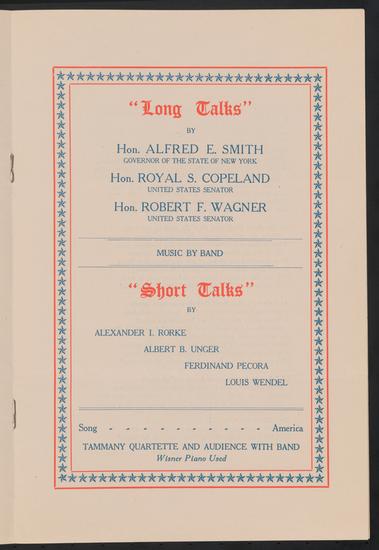 "Long Talks"
BY
Hon. ALFRED E. SMITH
GOVERNOR OF THE STATE OF NEW YORK
Hon. ROYAL S. COPELAND
UNITED STATES SENATOR
Hon. ROBERT F. WAGNER
UNITED STATES SENATOR
MUSIC BY BAND
"Short Talks"
BY
ALEXANDER I. RORKE
ALBERT B. UNGER
FERDINAND PECORA
LOUIS WENDEL
Song - - - - - - - - - - America
TAMMANY QUARTETTE AND AUDIENCE WITH BAND
Wisner Piano Used